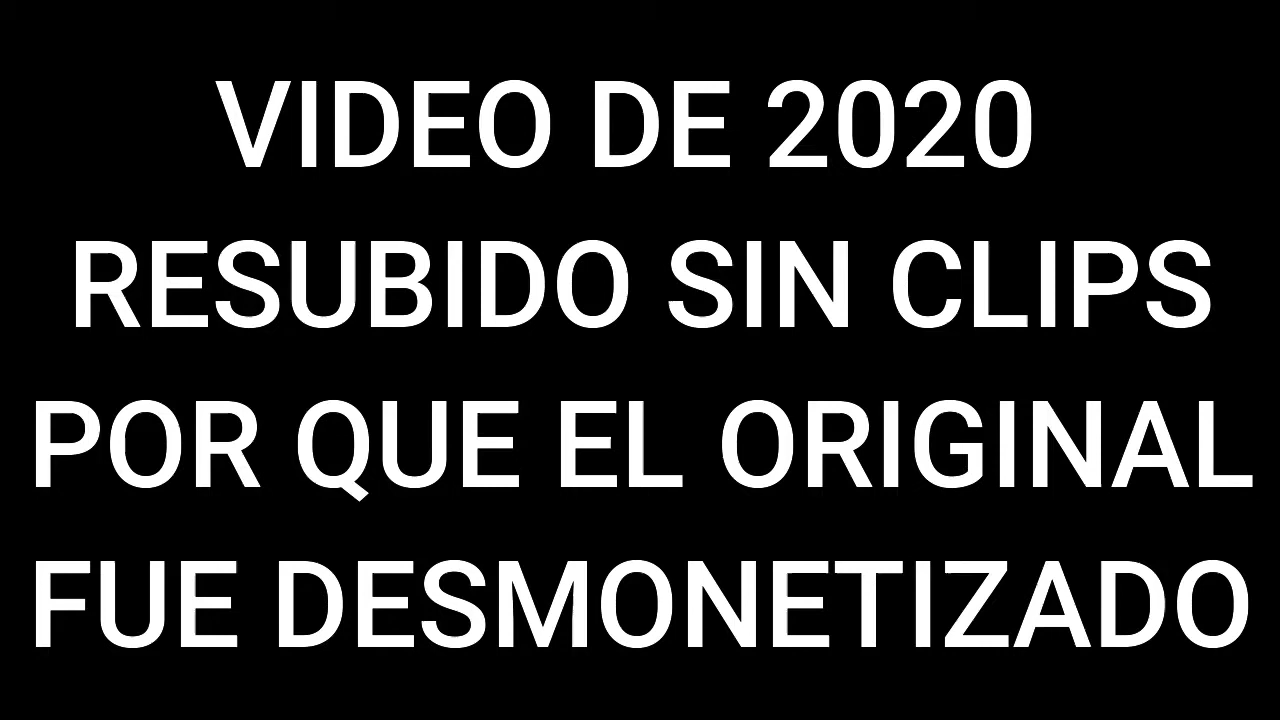 VIDEO DE 2020
RESUBIDO SIN CLIPS
POR QUE EL ORIGINAL
FUE DESMONETIZADO